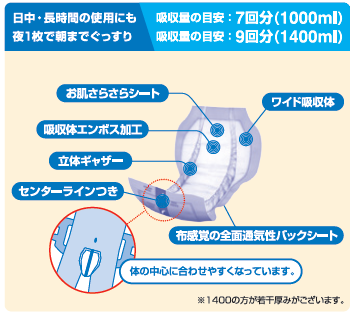 日中・長時間の使用にも
夜1枚で朝までぐっすり
吸収量の目安：7回分(1000ml)
吸収量の目安：9回分(1400ml)
お肌さらさらシート
ワイド吸収体
吸収体エンボス加工
立体ギャザー
センターラインつき
布感覚の全面通気性バックシート
体の中心に合わせやすくなっています。
※1400の方が若干厚みがございます。